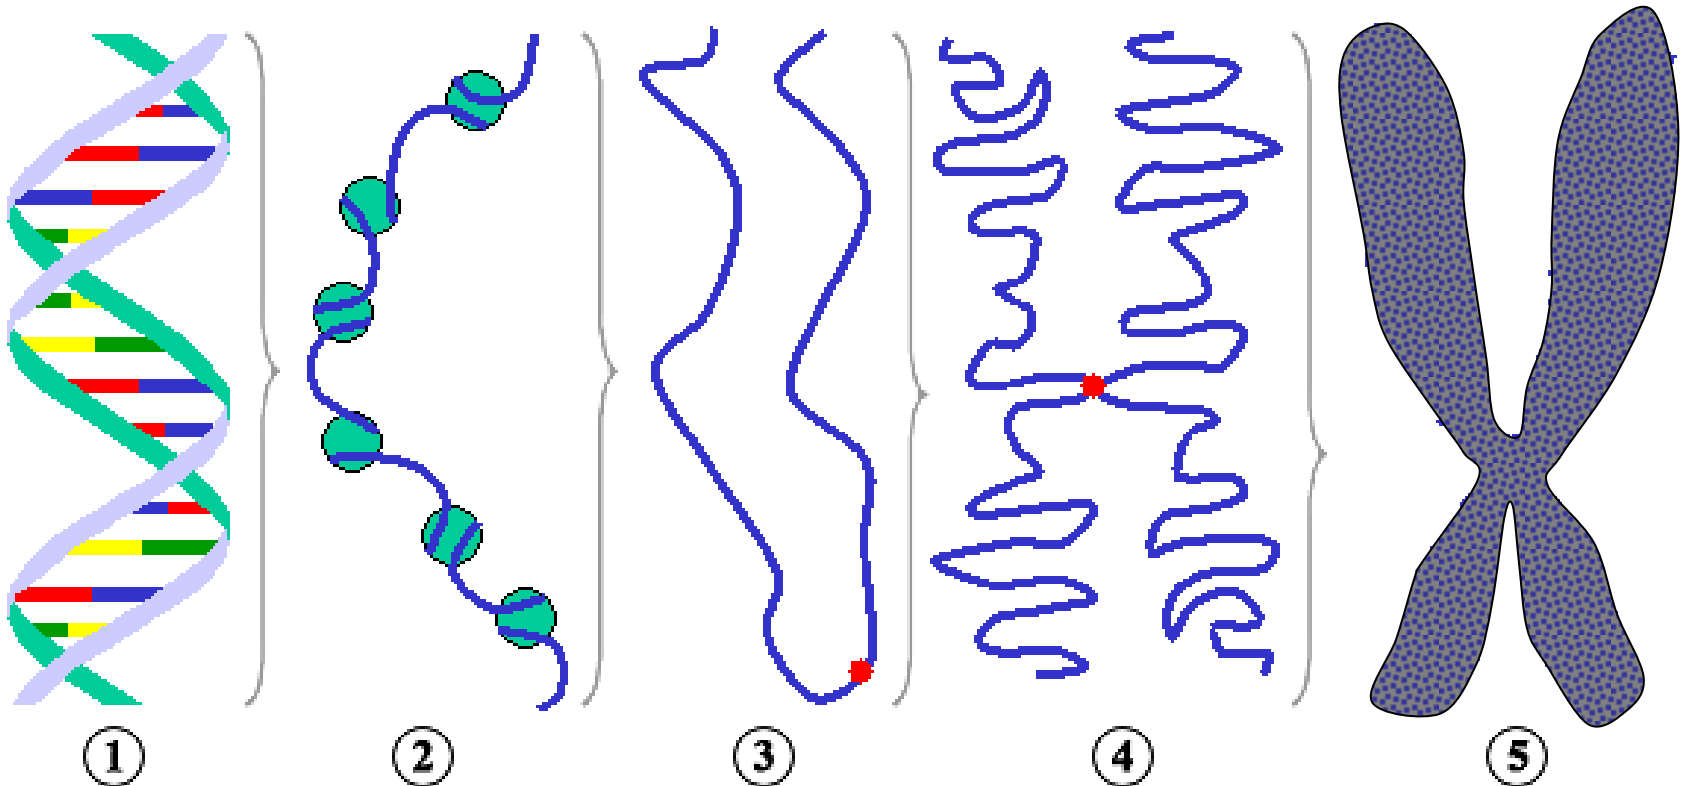 ① ② ③ ④ ⑤